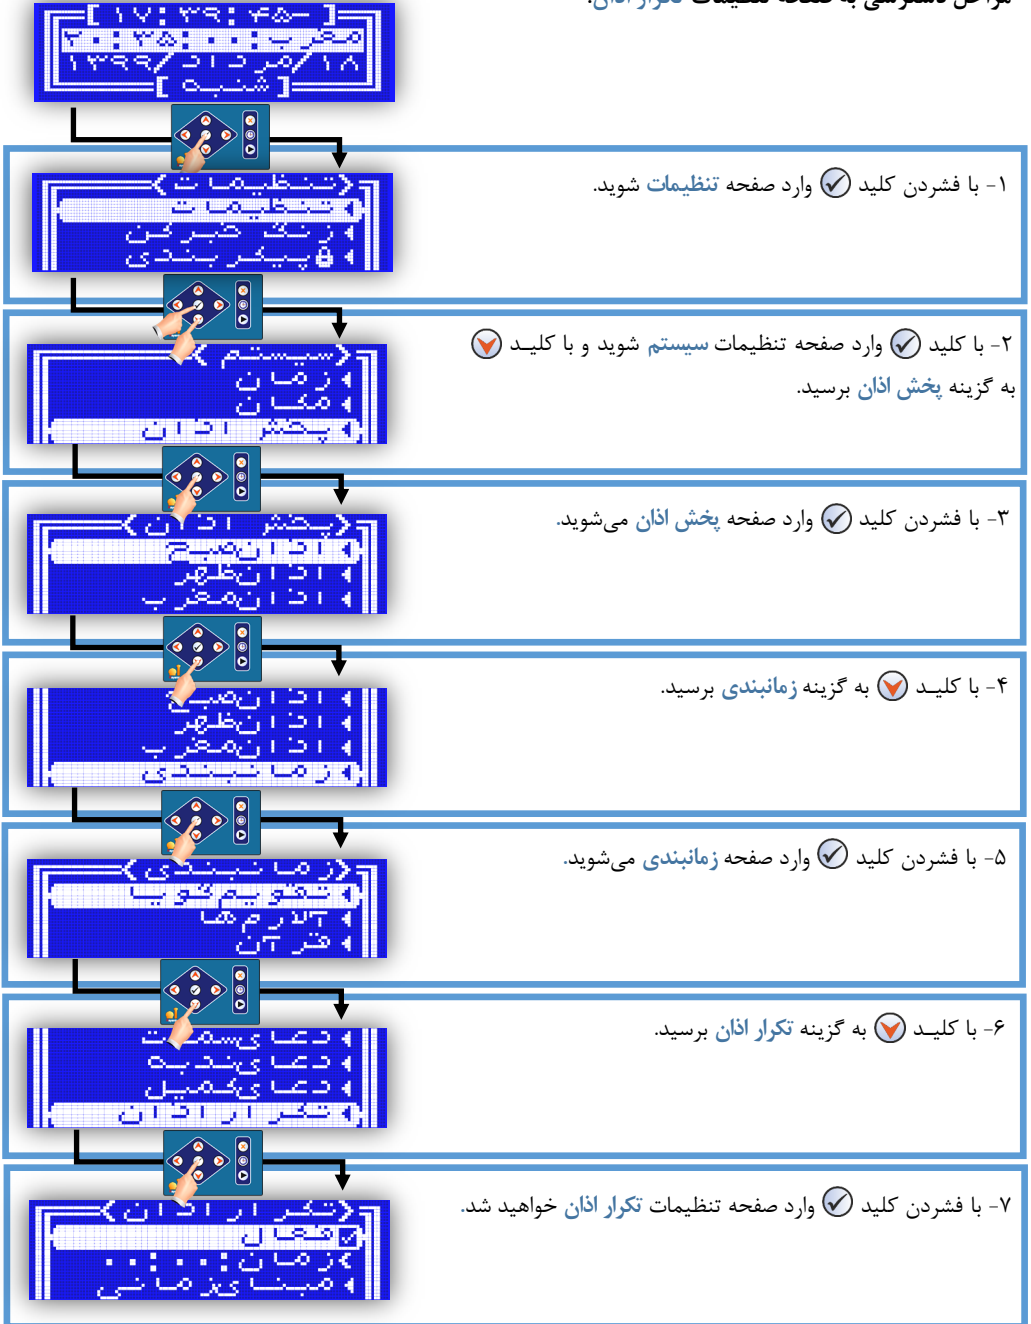 مراحل دسترسی به صفحه تنظیمات تکرار اذان:
[ ۱۷:۳۹:۴۵- ]
مغرب:۲۰:۳۵:۰۰
۱۸/مرداد/۱۳۹۹
[ شنبه ]
۱- با فشردن کلید وارد صفحه تنظیمات شوید.
تنظیمات
تنظیمات
زنگ خبرکن
پیکربندی
۲- با کلید وارد صفحه تنظیمات سیستم شوید و با کلیـد
به گزینه پخش اذان برسید.
سیستم
زمان
مکان
پخش اذان
۳- با فشردن کلید وارد صفحه پخش اذان می‌شوید.
پخش اذان
اذان‌صبح
اذان‌ظهر
اذان‌مغرب
۴- با کلیـد به گزینه زمانبندی برسید.
اذان‌صبح
اذان‌ظهر
اذان‌مغرب
زمانبندی
۵- با فشردن کلید وارد صفحه زمانبندی می‌شوید.
زمانبندی
تقویم‌گویا
آلارم‌ها
قرآن
۶- با کلیـد به گزینه تکرار اذان برسید.
دعای‌سمات
دعای‌ندبه
دعای‌کمیل
تکرار اذان
۷- با فشردن کلید وارد صفحه تنظیمات تکرار اذان خواهید شد.
تکرار اذان
فعال
زمان:۰۰:۰۰
مبنای‌زمانی